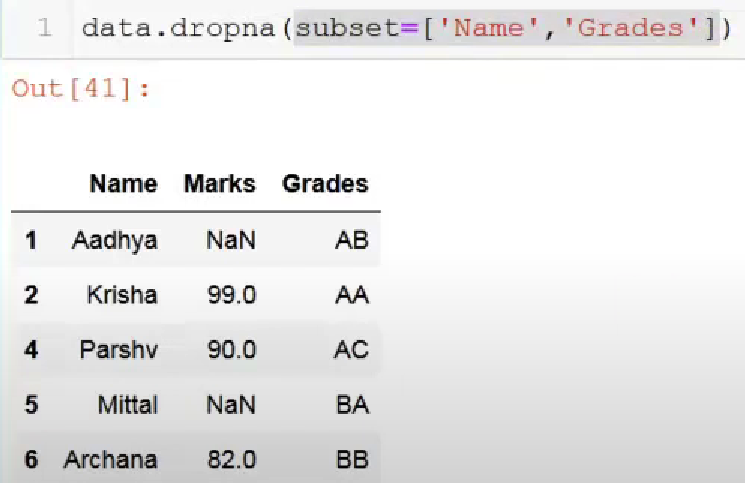 1 data.dropna(subset=['Name','Grades'])
Out[41]:
Name Marks Grades
1 Aadhya NaN AB
2 Krisha 99.0 AA
4 Parshv 90.0 AC
5 Mittal NaN BA
6 Archana 82.0 BB